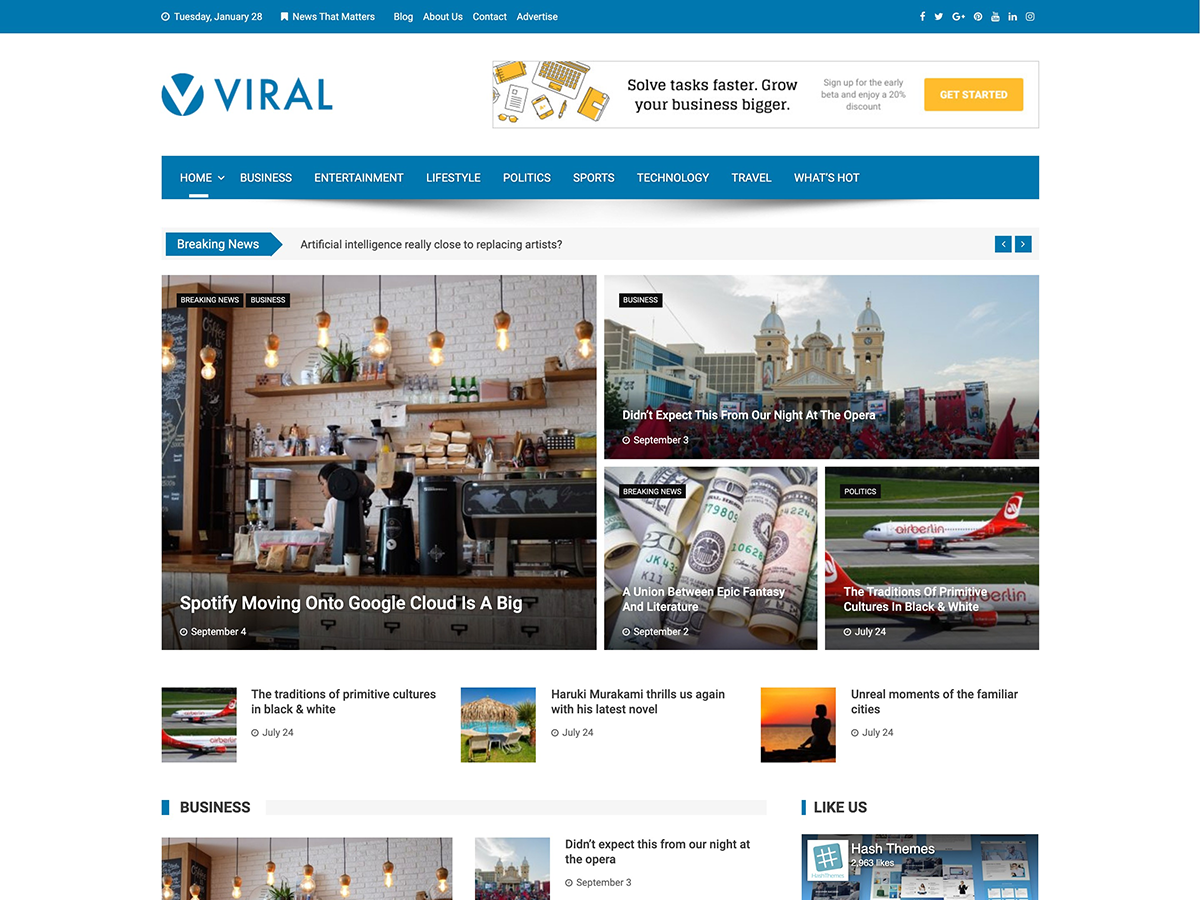 Tuesday, January 28 News That Matters Blog About Us Contact Advertise
VIRAL
Solve tasks faster. Grow
your business bigger.
Sign up for the early
beta and enjoy a 20%
discount
GET STARTED
HOME BUSINESS ENTERTAINMENT LIFESTYLE POLITICS SPORTS TECHNOLOGY TRAVEL WHAT'S HOT
Breaking News Artificial intelligence really close to replacing artists?
BREAKING NEWS BUSINESS
Spotify Moving Onto Google Cloud Is A Big
September 4
BUSINESS
Didn't Expect This From Our Night At The Opera
September 3
BREAKING NEWS
A Union Between Epic Fantasy
And Literature
September 2
POLITICS
airberlin
airberlin
The Traditions Of Primitive
Cultures In Black & White
July 24
The traditions of primitive cultures
in black & white
July 24
Haruki Murakami thrills us again
with his latest novel
July 24
Unreal moments of the familiar
cities
July 24
BUSINESS
Didn't expect this from our night at
the opera
September 3
LIKE US
Hash Themes
2,963 likes
HashThemes